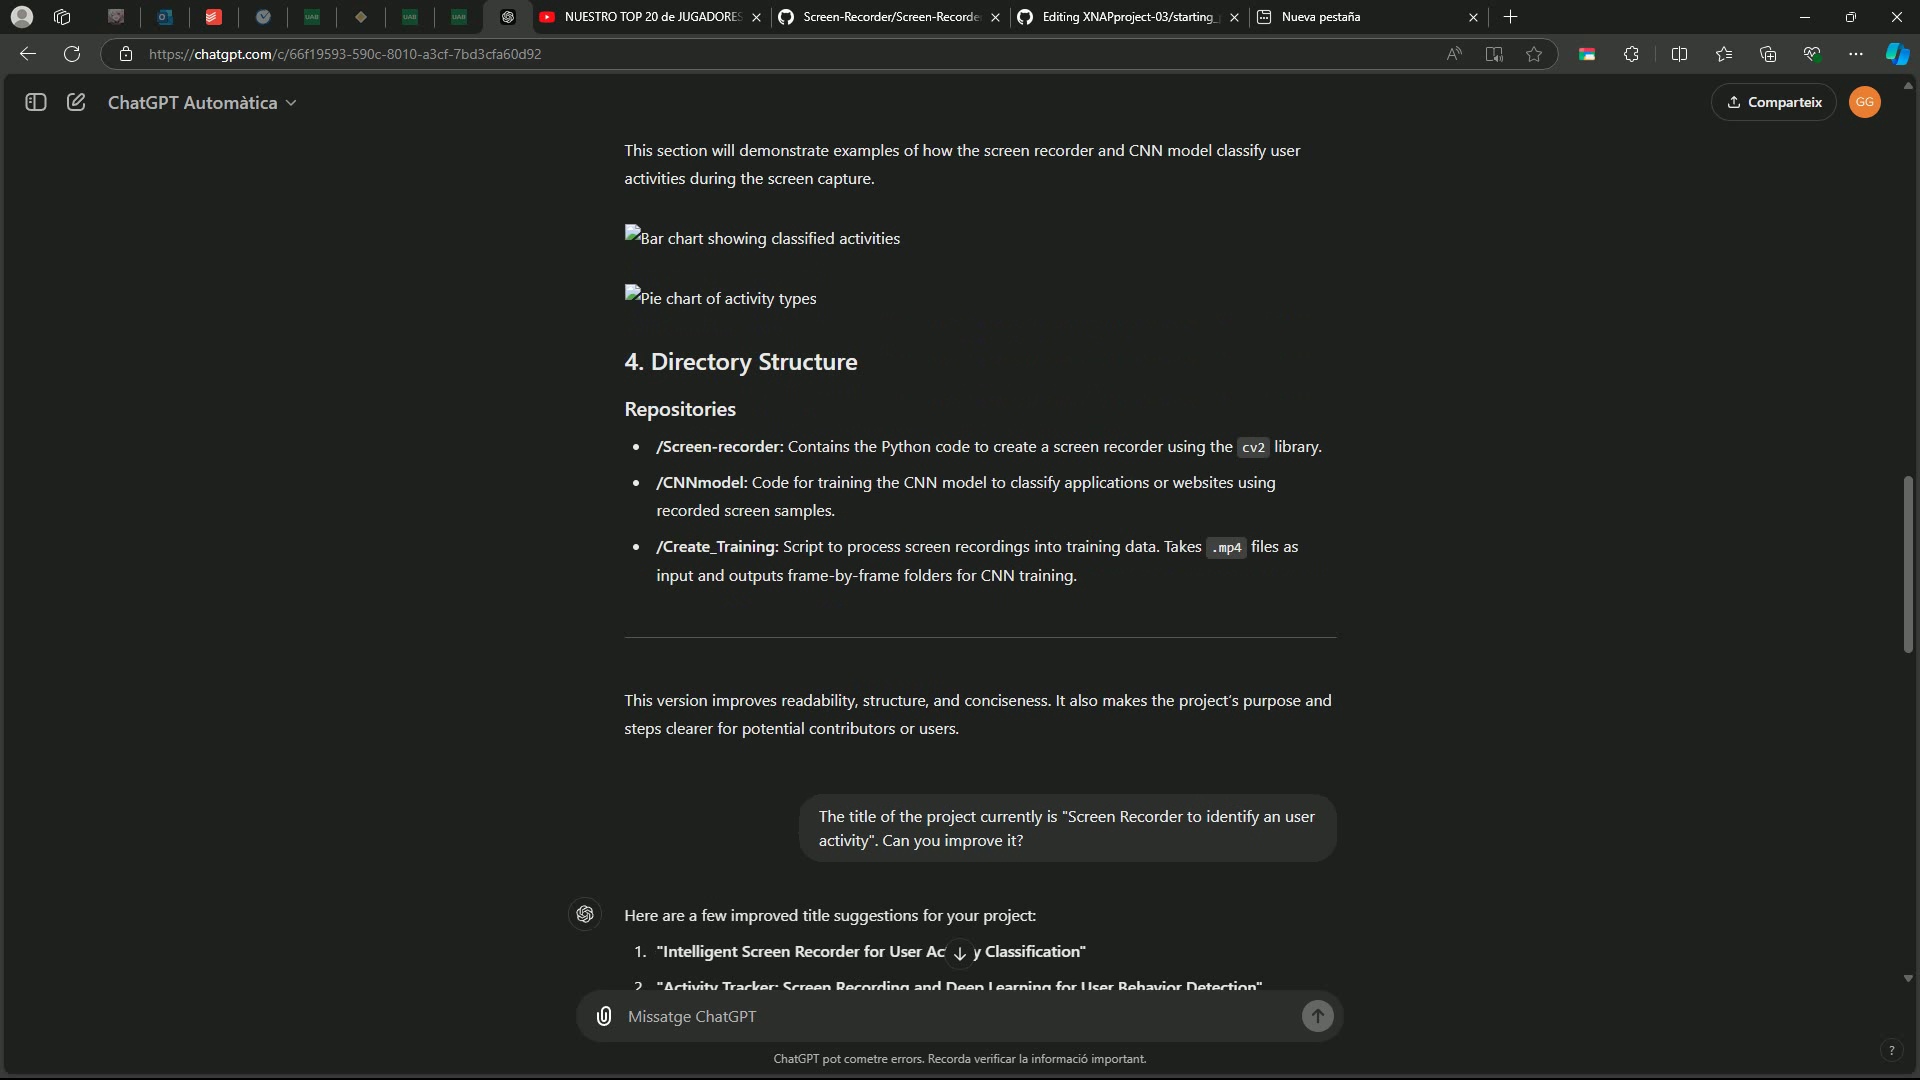 UAB
UAB
UAB
NUESTRO TOP 20 de JUGADORES
Screen-Recorder/Screen-Recorde
Editing XNAPproject-03/starting_
Nueva pestaña
https://chatgpt.com/c/66f19593-590c-8010-a3cf-7bd3cfa60d92
ChatGPT Automàtica
Comparteix
GG
This section will demonstrate examples of how the screen recorder and CNN model classify user
activities during the screen capture.
Bar chart showing classified activities
Pie chart of activity types
4. Directory Structure
Repositories
• /Screen-recorder: Contains the Python code to create a screen recorder using the cv2 library.
• /CNNmodel: Code for training the CNN model to classify applications or websites using
recorded screen samples.
• /Create_Training: Script to process screen recordings into training data. Takes .mp4 files as
input and outputs frame-by-frame folders for CNN training.
This version improves readability, structure, and conciseness. It also makes the project's purpose and
steps clearer for potential contributors or users.
The title of the project currently is "Screen Recorder to identify an user
activity". Can you improve it?
Here are a few improved title suggestions for your project:
1. "Intelligent Screen Recorder for User Ac y Classification"
2. "Activity Tracker: Screen Recording and Deep Learning for User Behavior Detection"
Missatge ChatGPT
ChatGPT pot cometre errors. Recorda verificar la informació important.
?